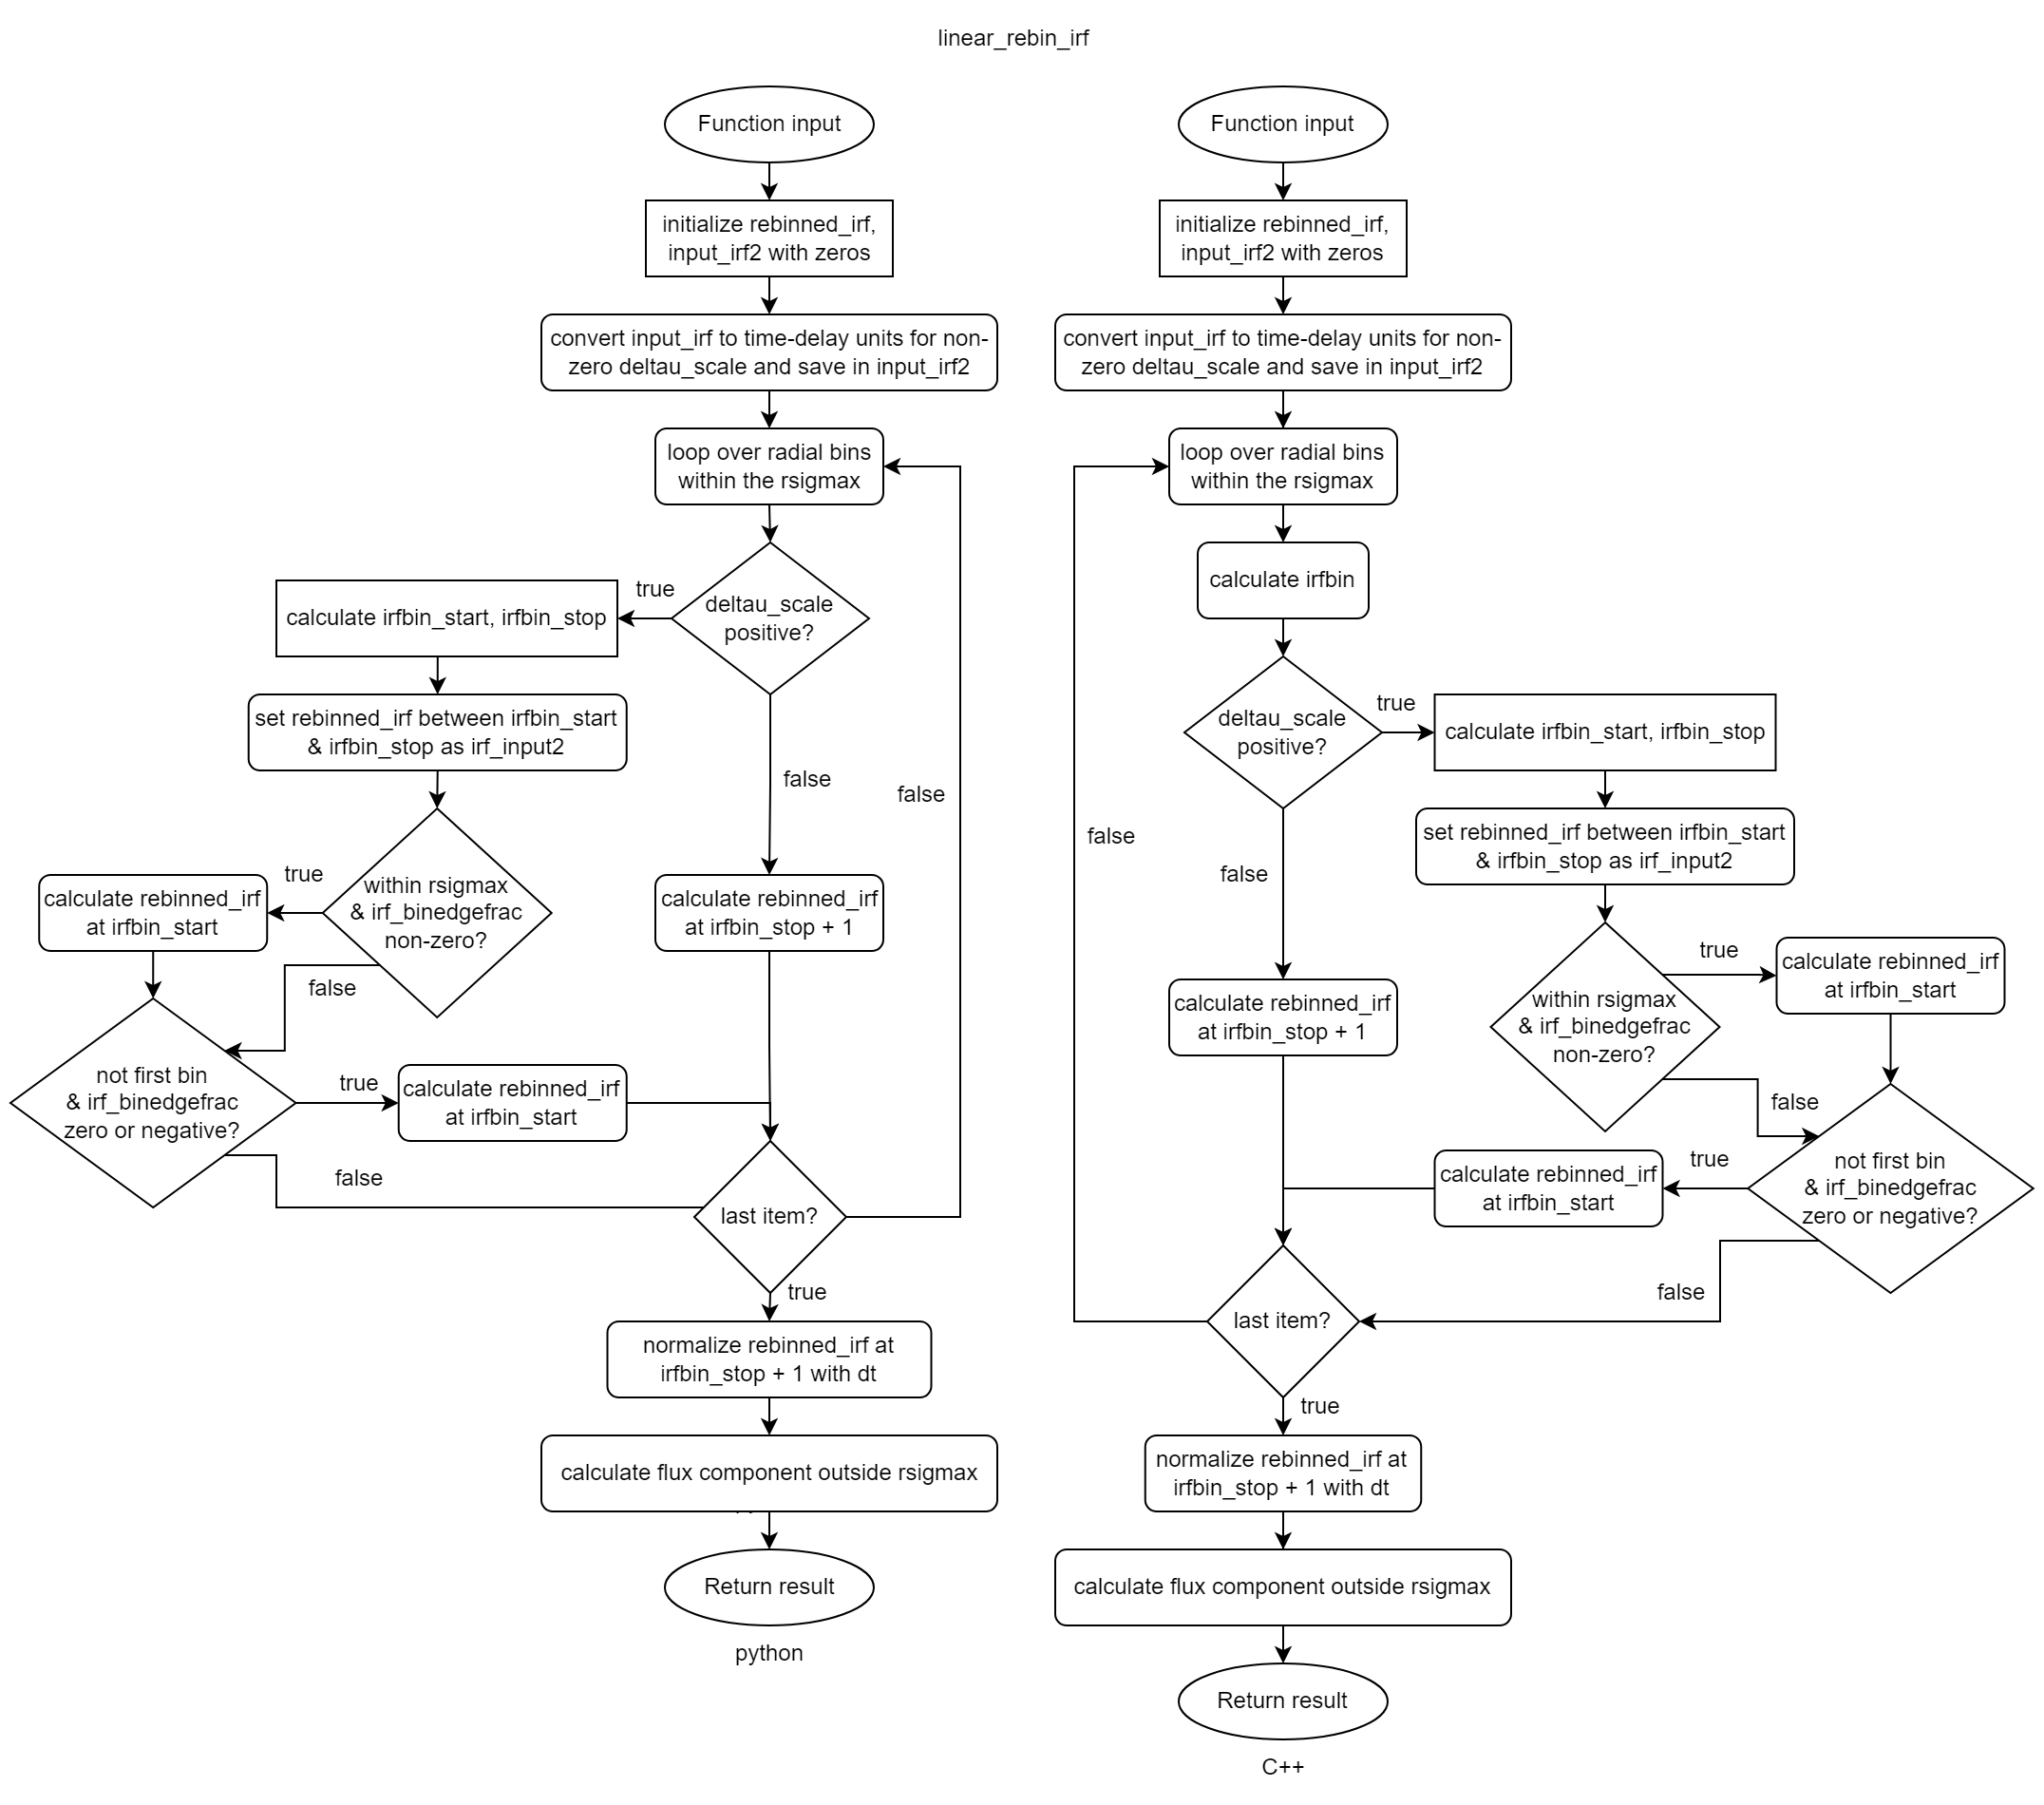 linear_rebin_irf
Function input
initialize rebinned_irf,
input_irf2 with zeros
convert input_irf to time-delay units for non-
zero deltau_scale and save in input_irf2
loop over radial bins
within the rsigmax
deltau_scale
positive?
true
calculate irfbin_start, irfbin_stop
set rebinned_irf between irfbin_start
& irfbin_stop as irf_input2
false
false
within rsigmax
& irf_binedgefrac
non-zero?
true
calculate rebinned_irf
at irfbin_start
calculate rebinned_irf
at irfbin_stop + 1
false
not first bin
& irf_binedgefrac
zero or negative?
true
calculate rebinned_irf
at irfbin_start
false
last item?
true
normalize rebinned_irf at
irfbin_stop + 1 with dt
calculate flux component outside rsigmax
Return result
python
Function input
initialize rebinned_irf,
input_irf2 with zeros
convert input_irf to time-delay units for non-
zero deltau_scale and save in input_irf2
loop over radial bins
within the rsigmax
calculate irfbin
deltau_scale
positive?
true
calculate irfbin_start, irfbin_stop
set rebinned_irf between irfbin_start
& irfbin_stop as irf_input2
false
false
within rsigmax
& irf_binedgefrac
non-zero?
true
calculate rebinned_irf
at irfbin_start
calculate rebinned_irf
at irfbin_stop + 1
false
not first bin
& irf_binedgefrac
zero or negative?
true
calculate rebinned_irf
at irfbin_start
false
last item?
true
normalize rebinned_irf at
irfbin_stop + 1 with dt
calculate flux component outside rsigmax
Return result
C++